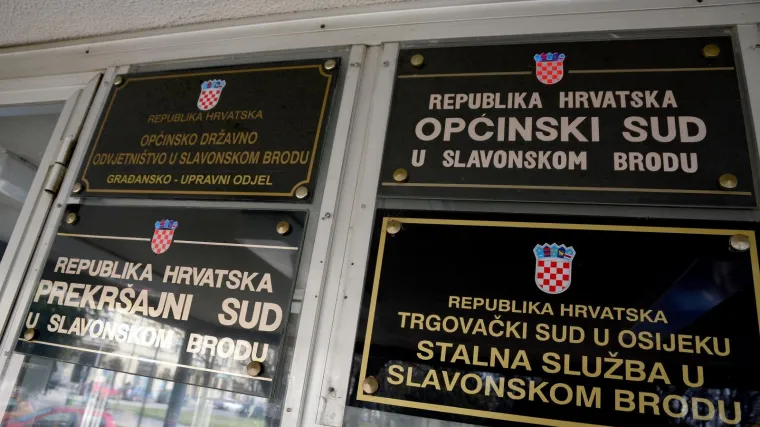 REPUBLIKA HRVATSKA
OPĆINSKO DRŽAVNO
ODVJETNIŠTVO U SLAVONSKOM BRODU
GRAĐANSKO - UPRAVNI ODJEL
REPUBLIKA HRVATSKA
OPĆINSKI SUD
U SLAVONSKOM BRODU
REPUBLIKA HRVATSKA
PREKRŠAJNI SUD
U SLAVONSKOM BRODU
REPUBLIKA HRVATSKA
TRGOVAČKI SUD U OSIJEKU
STALNA SLUŽBA U
SLAVONSKOM BRODU